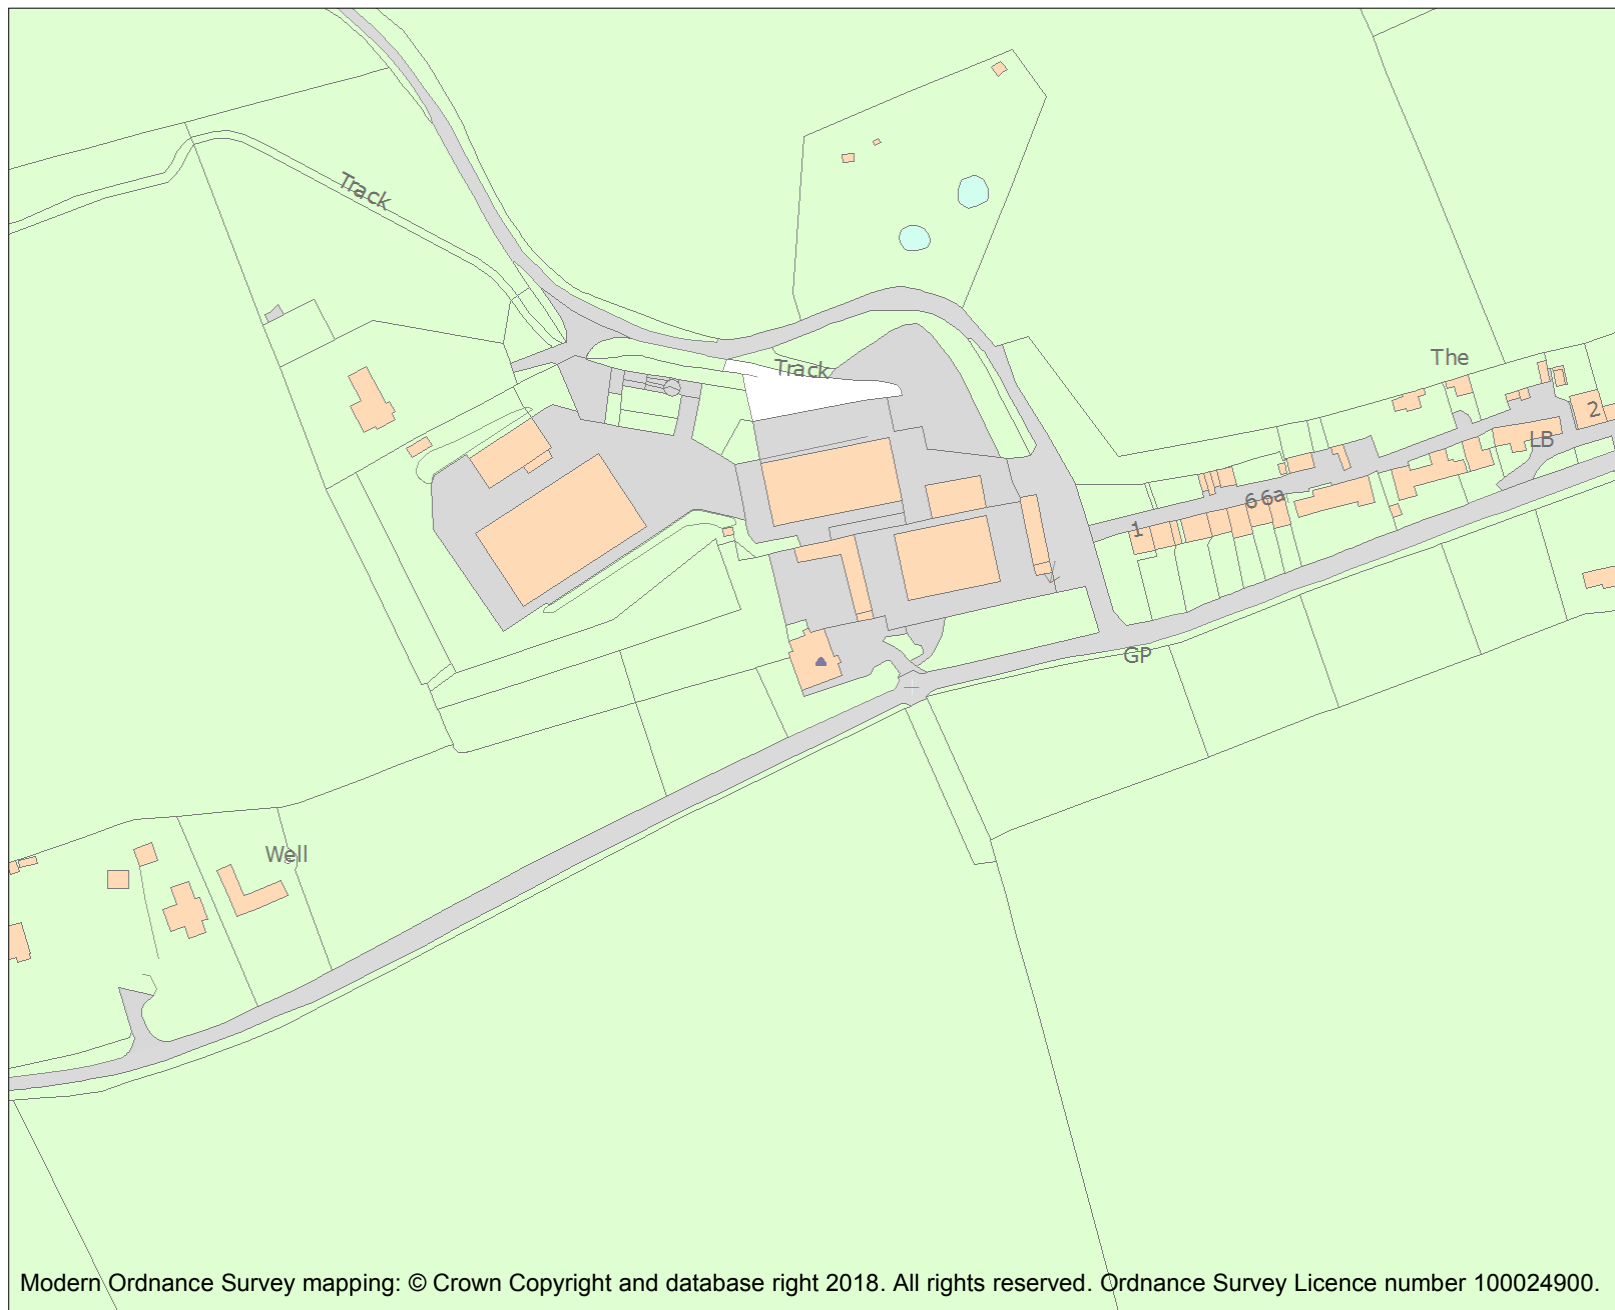 Track
The
Track
2
LB
6 6a
1
GP
Well
Modern Ordnance Survey mapping: © Crown Copyright and database right 2018. All rights reserved. Ordnance Survey Licence number 100024900.